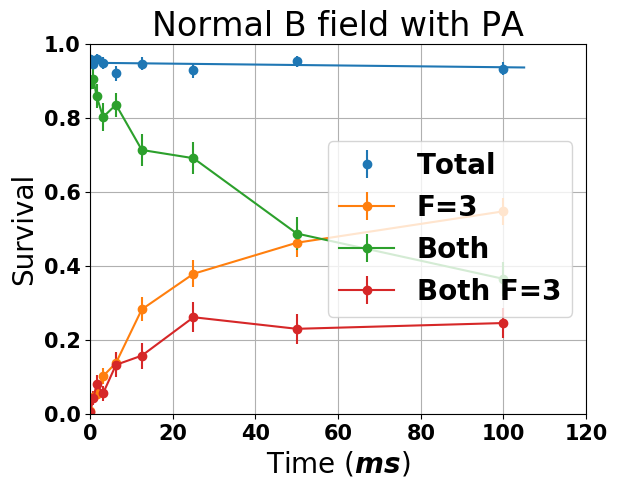 Normal B field with PA
1.0
0.8
0.6
0.4
0.2
0.0
Survival
Total
F=3
Both
Both F=3
0 20 40 60 80 100 120
Time (ms)